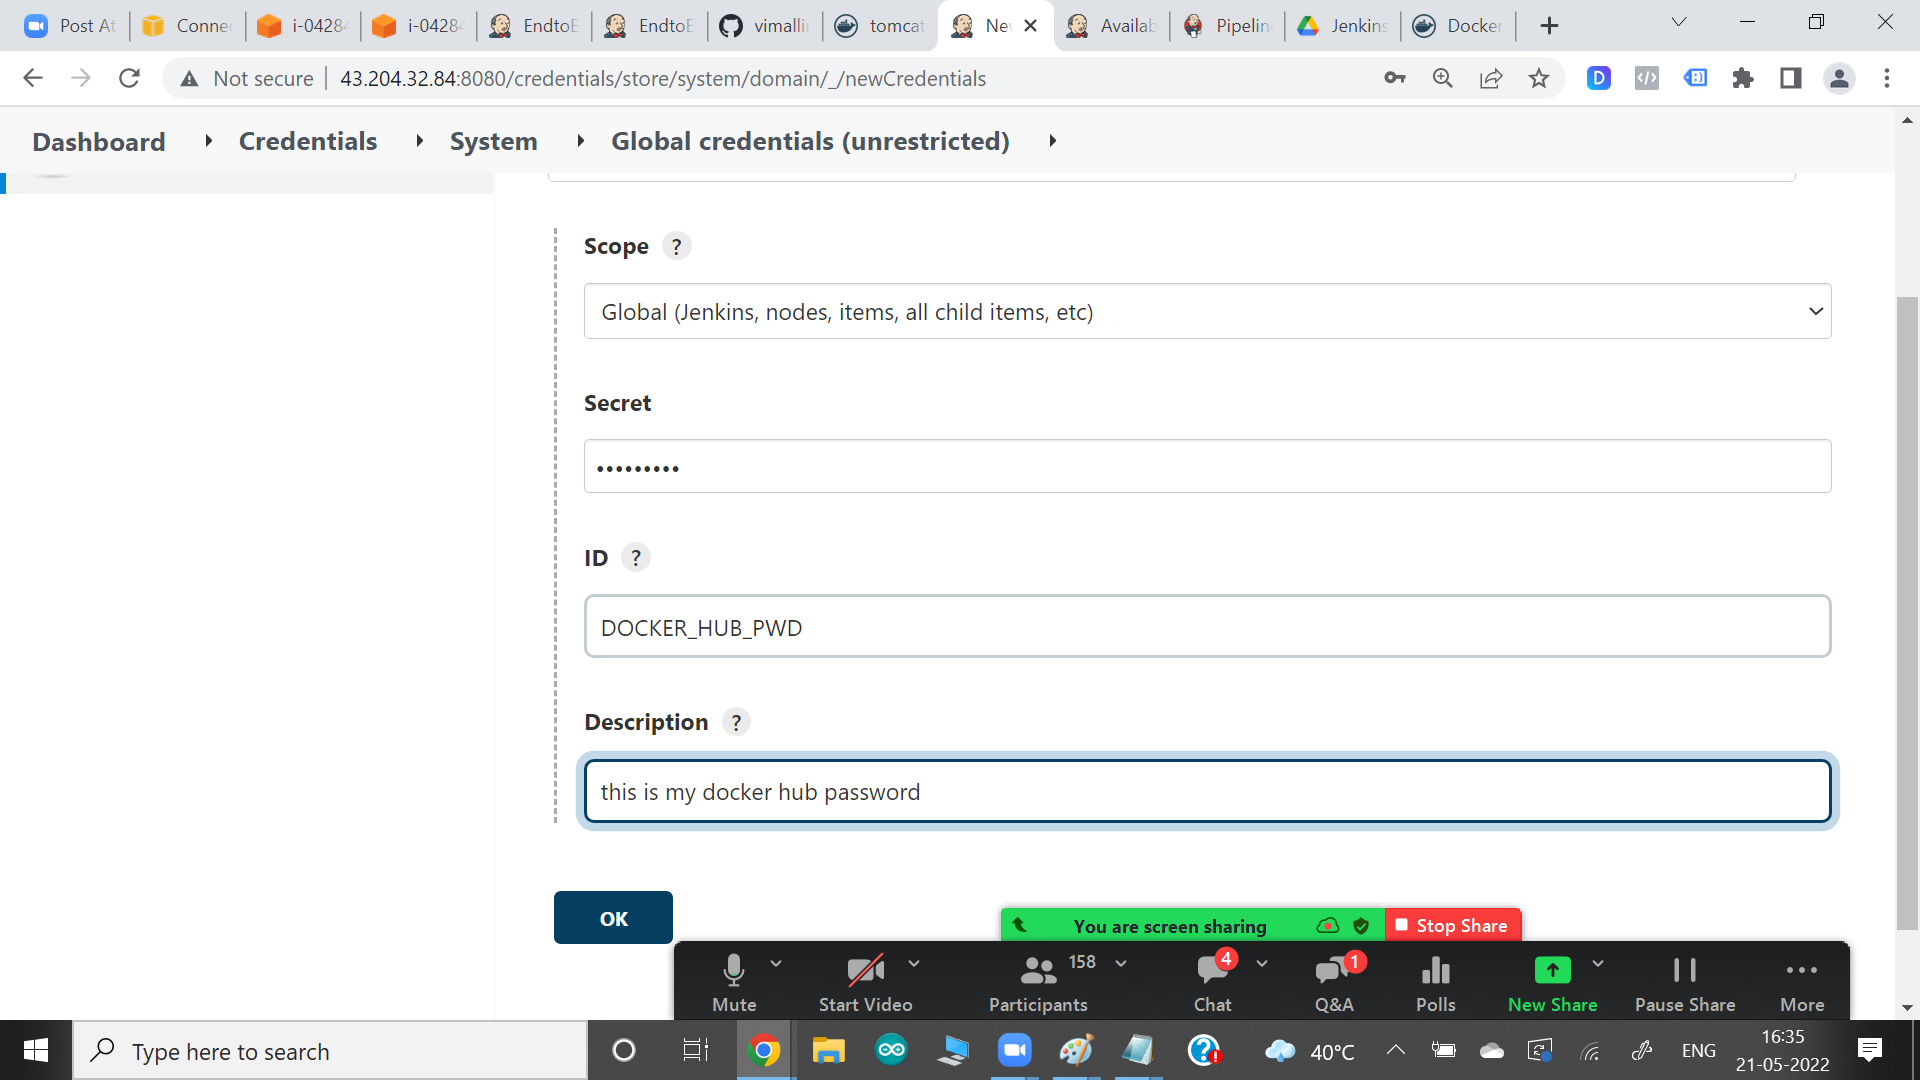 Post At
Connec
i-0428
i-0428
EndtoE
EndtoE
vimallin
tomcat
Ne
Availab
Pipelin
Jenkins
Docker
Not secure
43.204.32.84:8080/credentials/store/system/domain/_/newCredentials
Dashboard
Credentials
System
Global credentials (unrestricted)
Scope ?
Global (Jenkins, nodes, items, all child items, etc)
Secret
•••••••••
ID ?
DOCKER_HUB_PWD
Description ?
this is my docker hub password
OK
You are screen sharing
Stop Share
Mute
Start Video
158
Participants
4
Chat
1
Q&A
Polls
New Share
Pause Share
More
Type here to search
40°C
ENG
16:35
21-05-2022